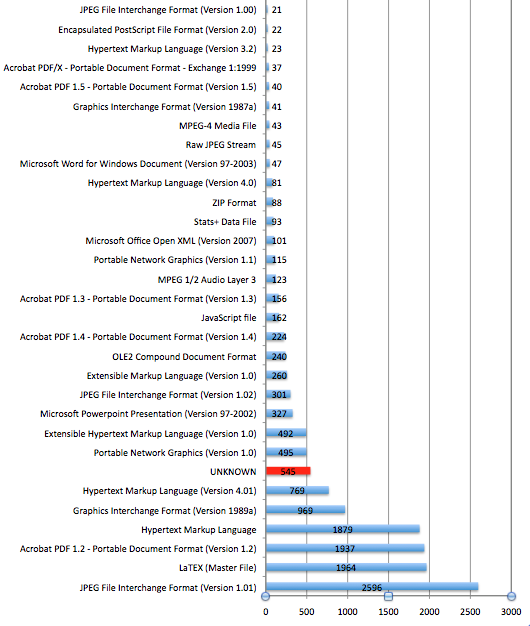 JPEG File Interchange Format (Version 1.00) 21
Encapsulated PostScript File Format (Version 2.0) 22
Hypertext Markup Language (Version 3.2) 23
Acrobat PDF/X - Portable Document Format - Exchange 1:1999 37
Acrobat PDF 1.5 - Portable Document Format (Version 1.5) 40
Graphics Interchange Format (Version 1987a) 41
MPEG-4 Media File 43
Raw JPEG Stream 45
Microsoft Word for Windows Document (Version 97-2003) 47
Hypertext Markup Language (Version 4.0) 81
ZIP Format 88
Stats+ Data File 93
Microsoft Office Open XML (Version 2007) 101
Portable Network Graphics (Version 1.1) 115
MPEG 1/2 Audio Layer 3 123
Acrobat PDF 1.3 - Portable Document Format (Version 1.3) 156
JavaScript file 162
Acrobat PDF 1.4 - Portable Document Format (Version 1.4) 224
OLE2 Compound Document Format 240
Extensible Markup Language (Version 1.0) 260
JPEG File Interchange Format (Version 1.02) 301
Microsoft Powerpoint Presentation (Version 97-2002) 327
Extensible Hypertext Markup Language (Version 1.0) 492
Portable Network Graphics (Version 1.0) 495
UNKNOWN 545
Hypertext Markup Language (Version 4.01) 769
Graphics Interchange Format (Version 1989a) 969
Hypertext Markup Language 1879
Acrobat PDF 1.2 - Portable Document Format (Version 1.2) 1937
LaTEX (Master File) 1964
JPEG File Interchange Format (Version 1.01) 2596
0 500 1000 1500 2000 2500 3000